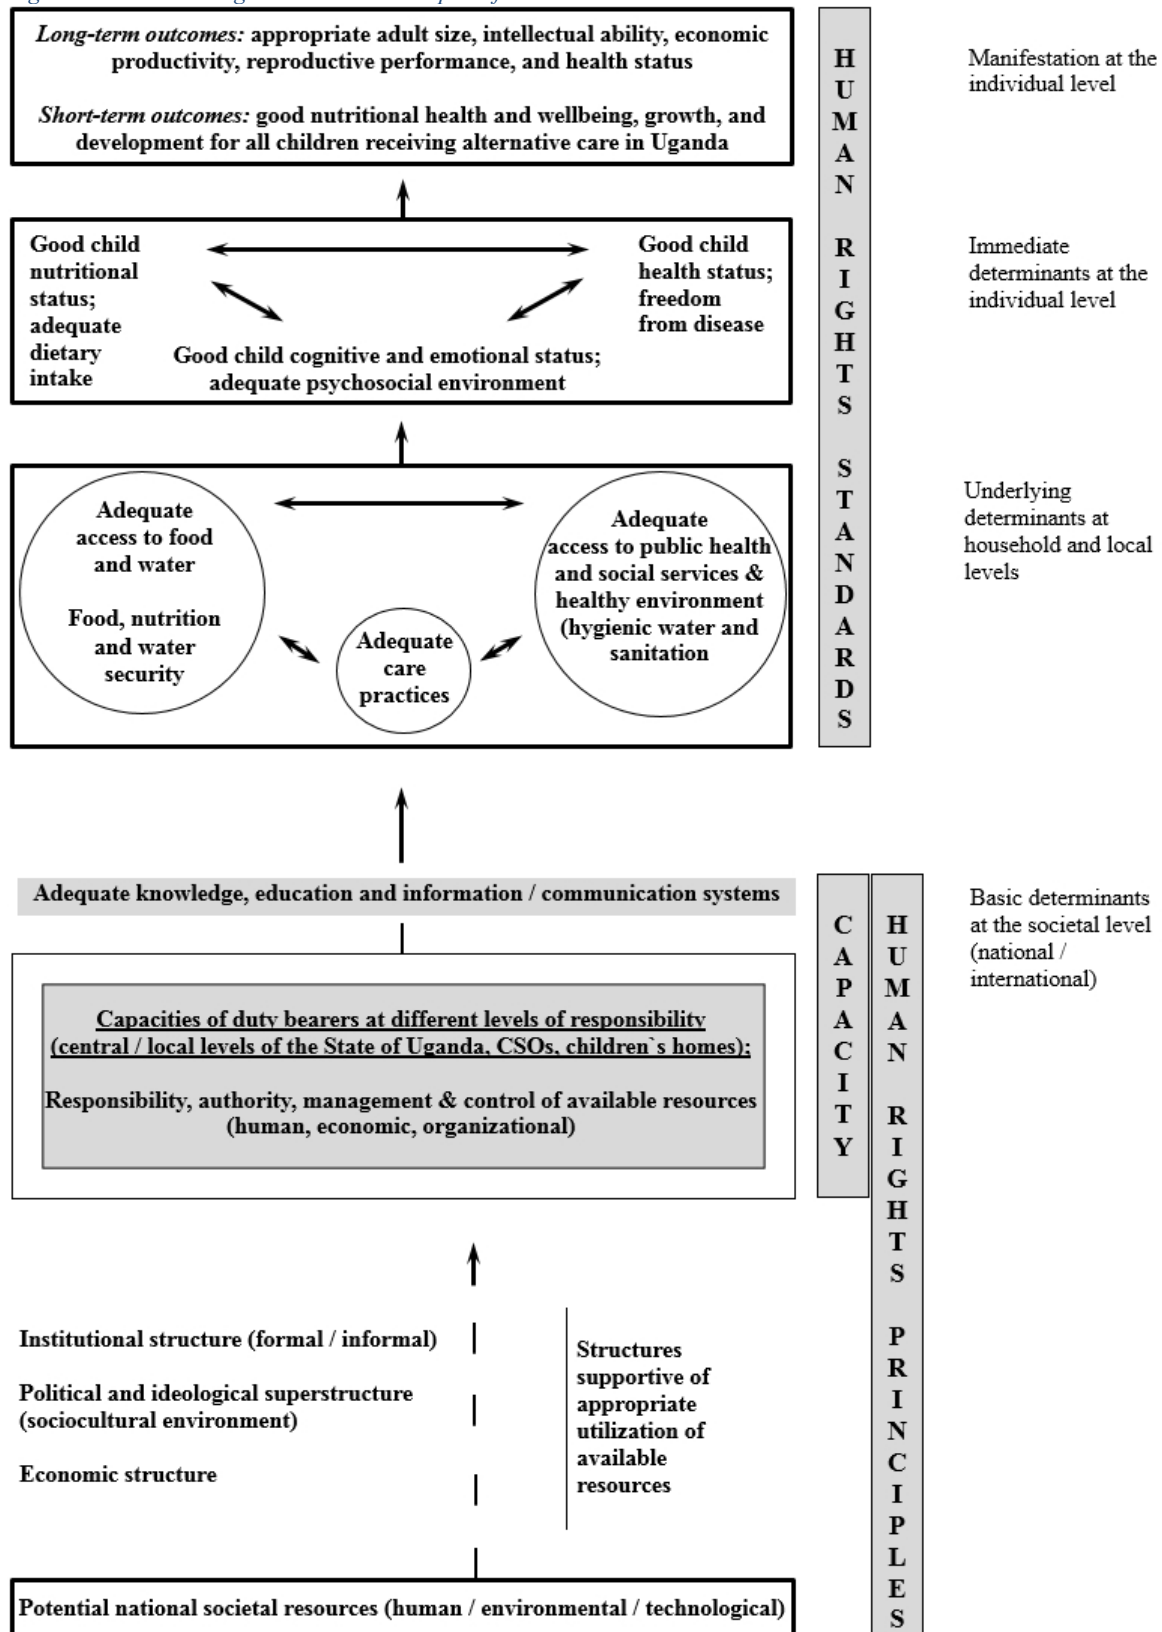 Long-term outcomes: appropriate adult size, intellectual ability, economic
productivity, reproductive performance, and health status
Short-term outcomes: good nutritional health and wellbeing, growth, and
development for all children receiving alternative care in Uganda
Manifestation at the
individual level
Good child
nutritional
status;
adequate
dietary
intake
Good child
health status;
freedom
from disease
Good child cognitive and emotional status;
adequate psychosocial environment
Immediate
determinants at the
individual level
Adequate
access to food
and water
Food, nutrition
and water
security
Adequate
care
practices
Adequate
access to public health
and social services &
healthy environment
(hygienic water and
sanitation
Underlying
determinants at
household and local
levels
HUMAN RIGHTS STANDARDS
Adequate knowledge, education and information / communication systems
Capacities of duty bearers at different levels of responsibility
(central / local levels of the State of Uganda, CSOs, children`s homes):
Responsibility, authority, management & control of available resources
(human, economic, organizational)
CAPACITY
HUMAN RIGHTS PRINCIPLES
Basic determinants
at the societal level
(national /
international)
Institutional structure (formal / informal)
Political and ideological superstructure
(sociocultural environment)
Economic structure
Structures
supportive of
appropriate
utilization of
available
resources
Potential national societal resources (human / environmental / technological)